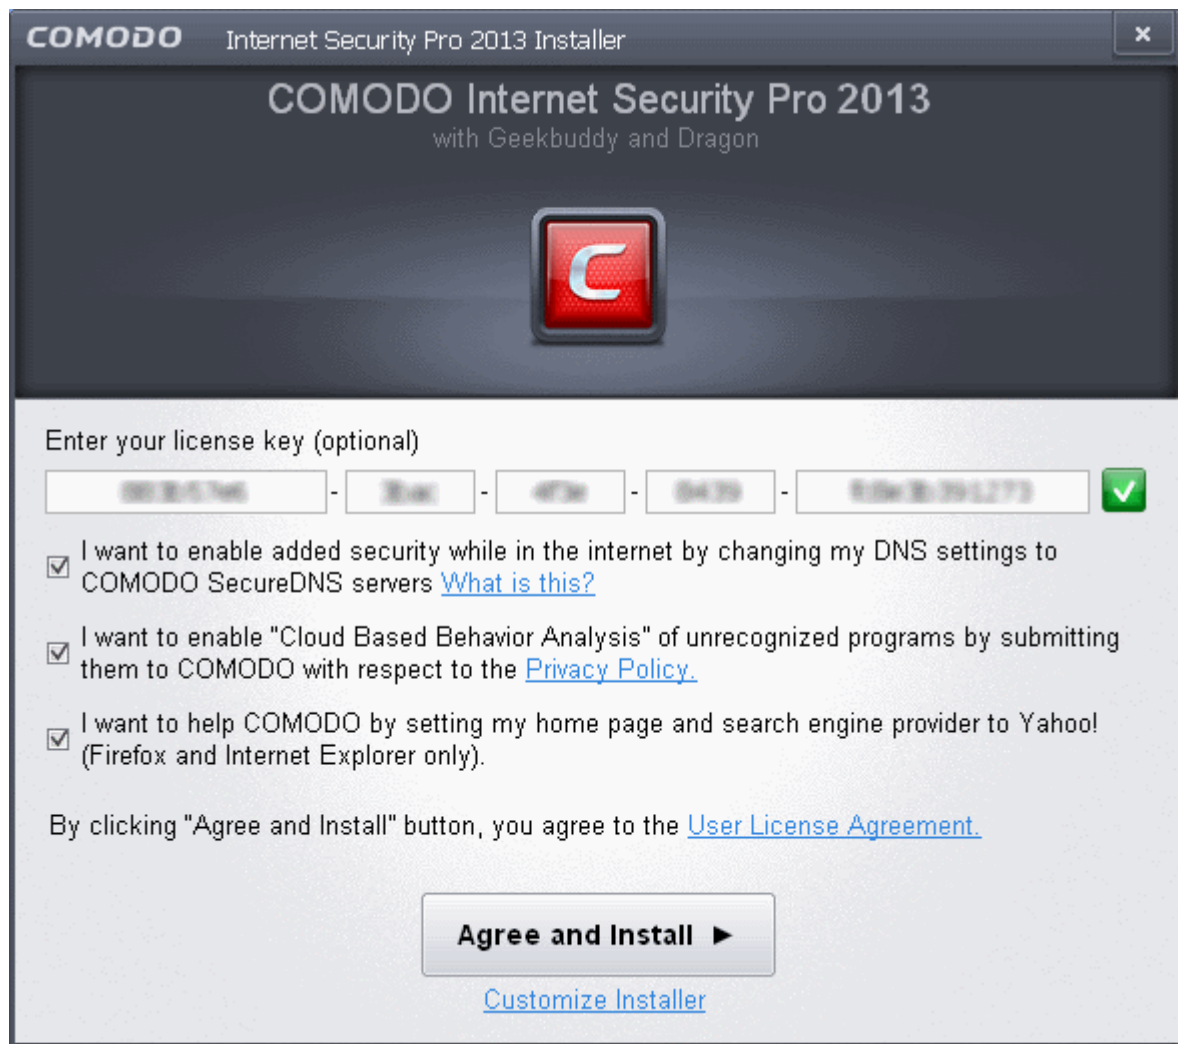 COMODO Internet Security Pro 2013 Installer
COMODO Internet Security Pro 2013
with Geekbuddy and Dragon
Enter your license key (optional)
- - - -
I want to enable added security while in the internet by changing my DNS settings to
COMODO SecureDNS servers What is this?
I want to enable "Cloud Based Behavior Analysis" of unrecognized programs by submitting
them to COMODO with respect to the Privacy Policy.
I want to help COMODO by setting my home page and search engine provider to Yahoo!
(Firefox and Internet Explorer only).
By clicking "Agree and Install" button, you agree to the User License Agreement.
Agree and Install
Customize Installer